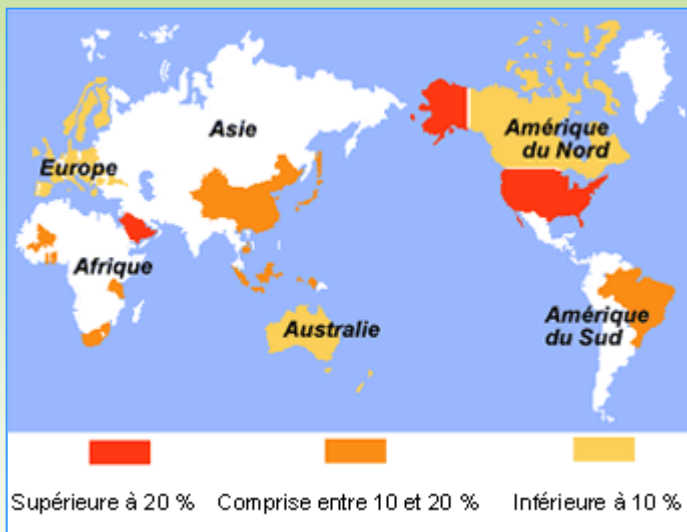 Asie
Europe
Afrique
Australie
Amérique
du Nord
Amérique
du Sud
Supérieure à 20 %
Comprise entre 10 et 20 %
Inférieure à 10 %